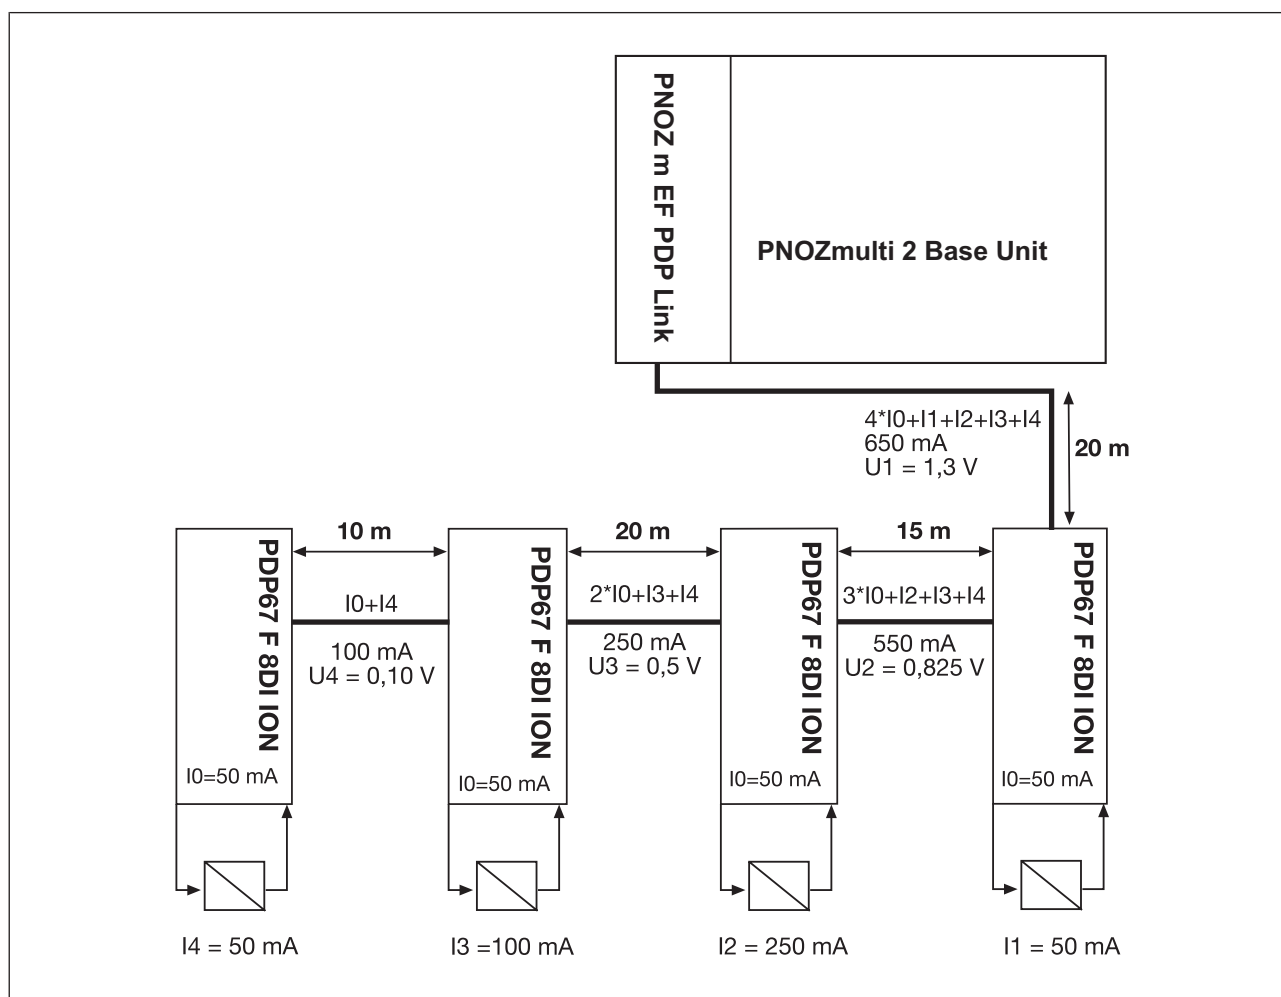 PNOZ m EF PDP Link
PNOZmulti 2 Base Unit
4*I0+I1+I2+I3+I4
650 mA
U1 = 1,3 V
20 m
10 m
20 m
15 m
PDP67 F 8DI ION
PDP67 F 8DI ION
PDP67 F 8DI ION
PDP67 F 8DI ION
I0+I4
100 mA
U4 = 0,10 V
2*I0+I3+I4
250 mA
U3 = 0,5 V
3*I0+I2+I3+I4
550 mA
U2 = 0,825 V
I0=50 mA
I0=50 mA
I0=50 mA
I0=50 mA
I4 = 50 mA
I3 =100 mA
I2 = 250 mA
I1 = 50 mA